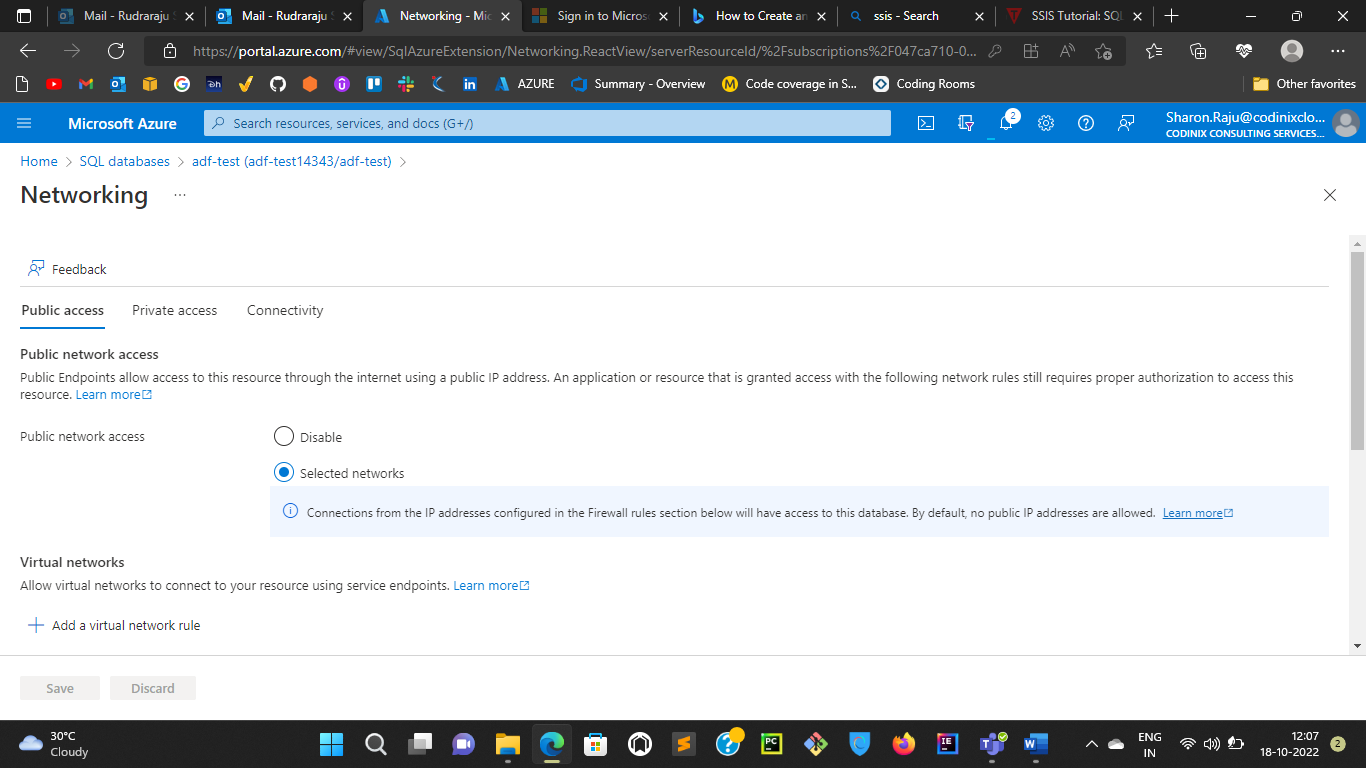 Mail - Rudraraju S
Mail - Rudraraju S
Networking - Mic
Sign in to Micros
How to Create an
ssis - Search
SSIS Tutorial: SQL
https://portal.azure.com/#view/SqlAzureExtension/Networking.ReactView/serverResourceId/%2Fsubscriptions%2F047ca710-0...
AZURE
Summary - Overview
Code coverage in S...
Coding Rooms
Other favorites
Microsoft Azure
Search resources, services, and docs (G+/)
2
Sharon.Raju@codinixclo...
CODINIX CONSULTING SERVICES...
Home > SQL databases > adf-test (adf-test14343/adf-test) >
Networking ...
Feedback
Public access
Private access
Connectivity
Public network access
Public Endpoints allow access to this resource through the internet using a public IP address. An application or resource that is granted access with the following network rules still requires proper authorization to access this
resource. Learn more
Public network access
Disable
Selected networks
Connections from the IP addresses configured in the Firewall rules section below will have access to this database. By default, no public IP addresses are allowed. Learn more
Virtual networks
Allow virtual networks to connect to your resource using service endpoints. Learn more
+ Add a virtual network rule
Save
Discard
30°C
Cloudy
ENG
IN
12:07
18-10-2022
2